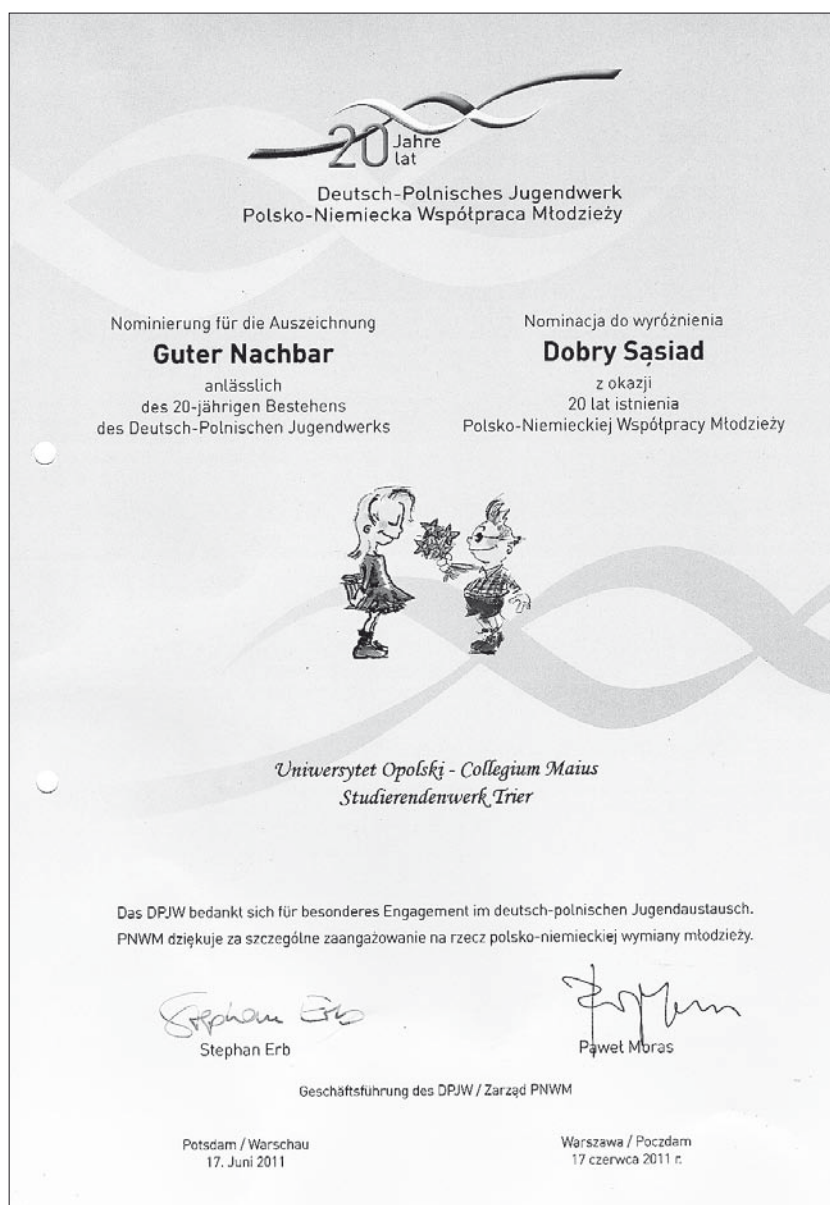 20 Jahre
lat
Deutsch-Polnisches Jugendwerk
Polsko-Niemiecka Współpraca Młodzieży
Nominierung für die Auszeichnung
Guter Nachbar
anlässlich
des 20-jährigen Bestehens
des Deutsch-Polnischen Jugendwerks
Nominacja do wyróżnienia
Dobry Sąsiad
z okazji
20 lat istnienia
Polsko-Niemieckiej Współpracy Młodzieży
Uniwersytet Opolski - Collegium Maius
Studierendenwerk Trier
Das DPJW bedankt sich für besonderes Engagement im deutsch-polnischen Jugendaustausch.
PNWM dziękuje za szczególne zaangażowanie na rzecz polsko-niemieckiej wymiany młodzieży.
Stephan Erb
Stephan Erb
Paweł Moras
Geschäftsführung des DPJW / Zarząd PNWM
Potsdam / Warschau
17. Juni 2011
Warszawa / Poczdam
17 czerwca 2011 r.